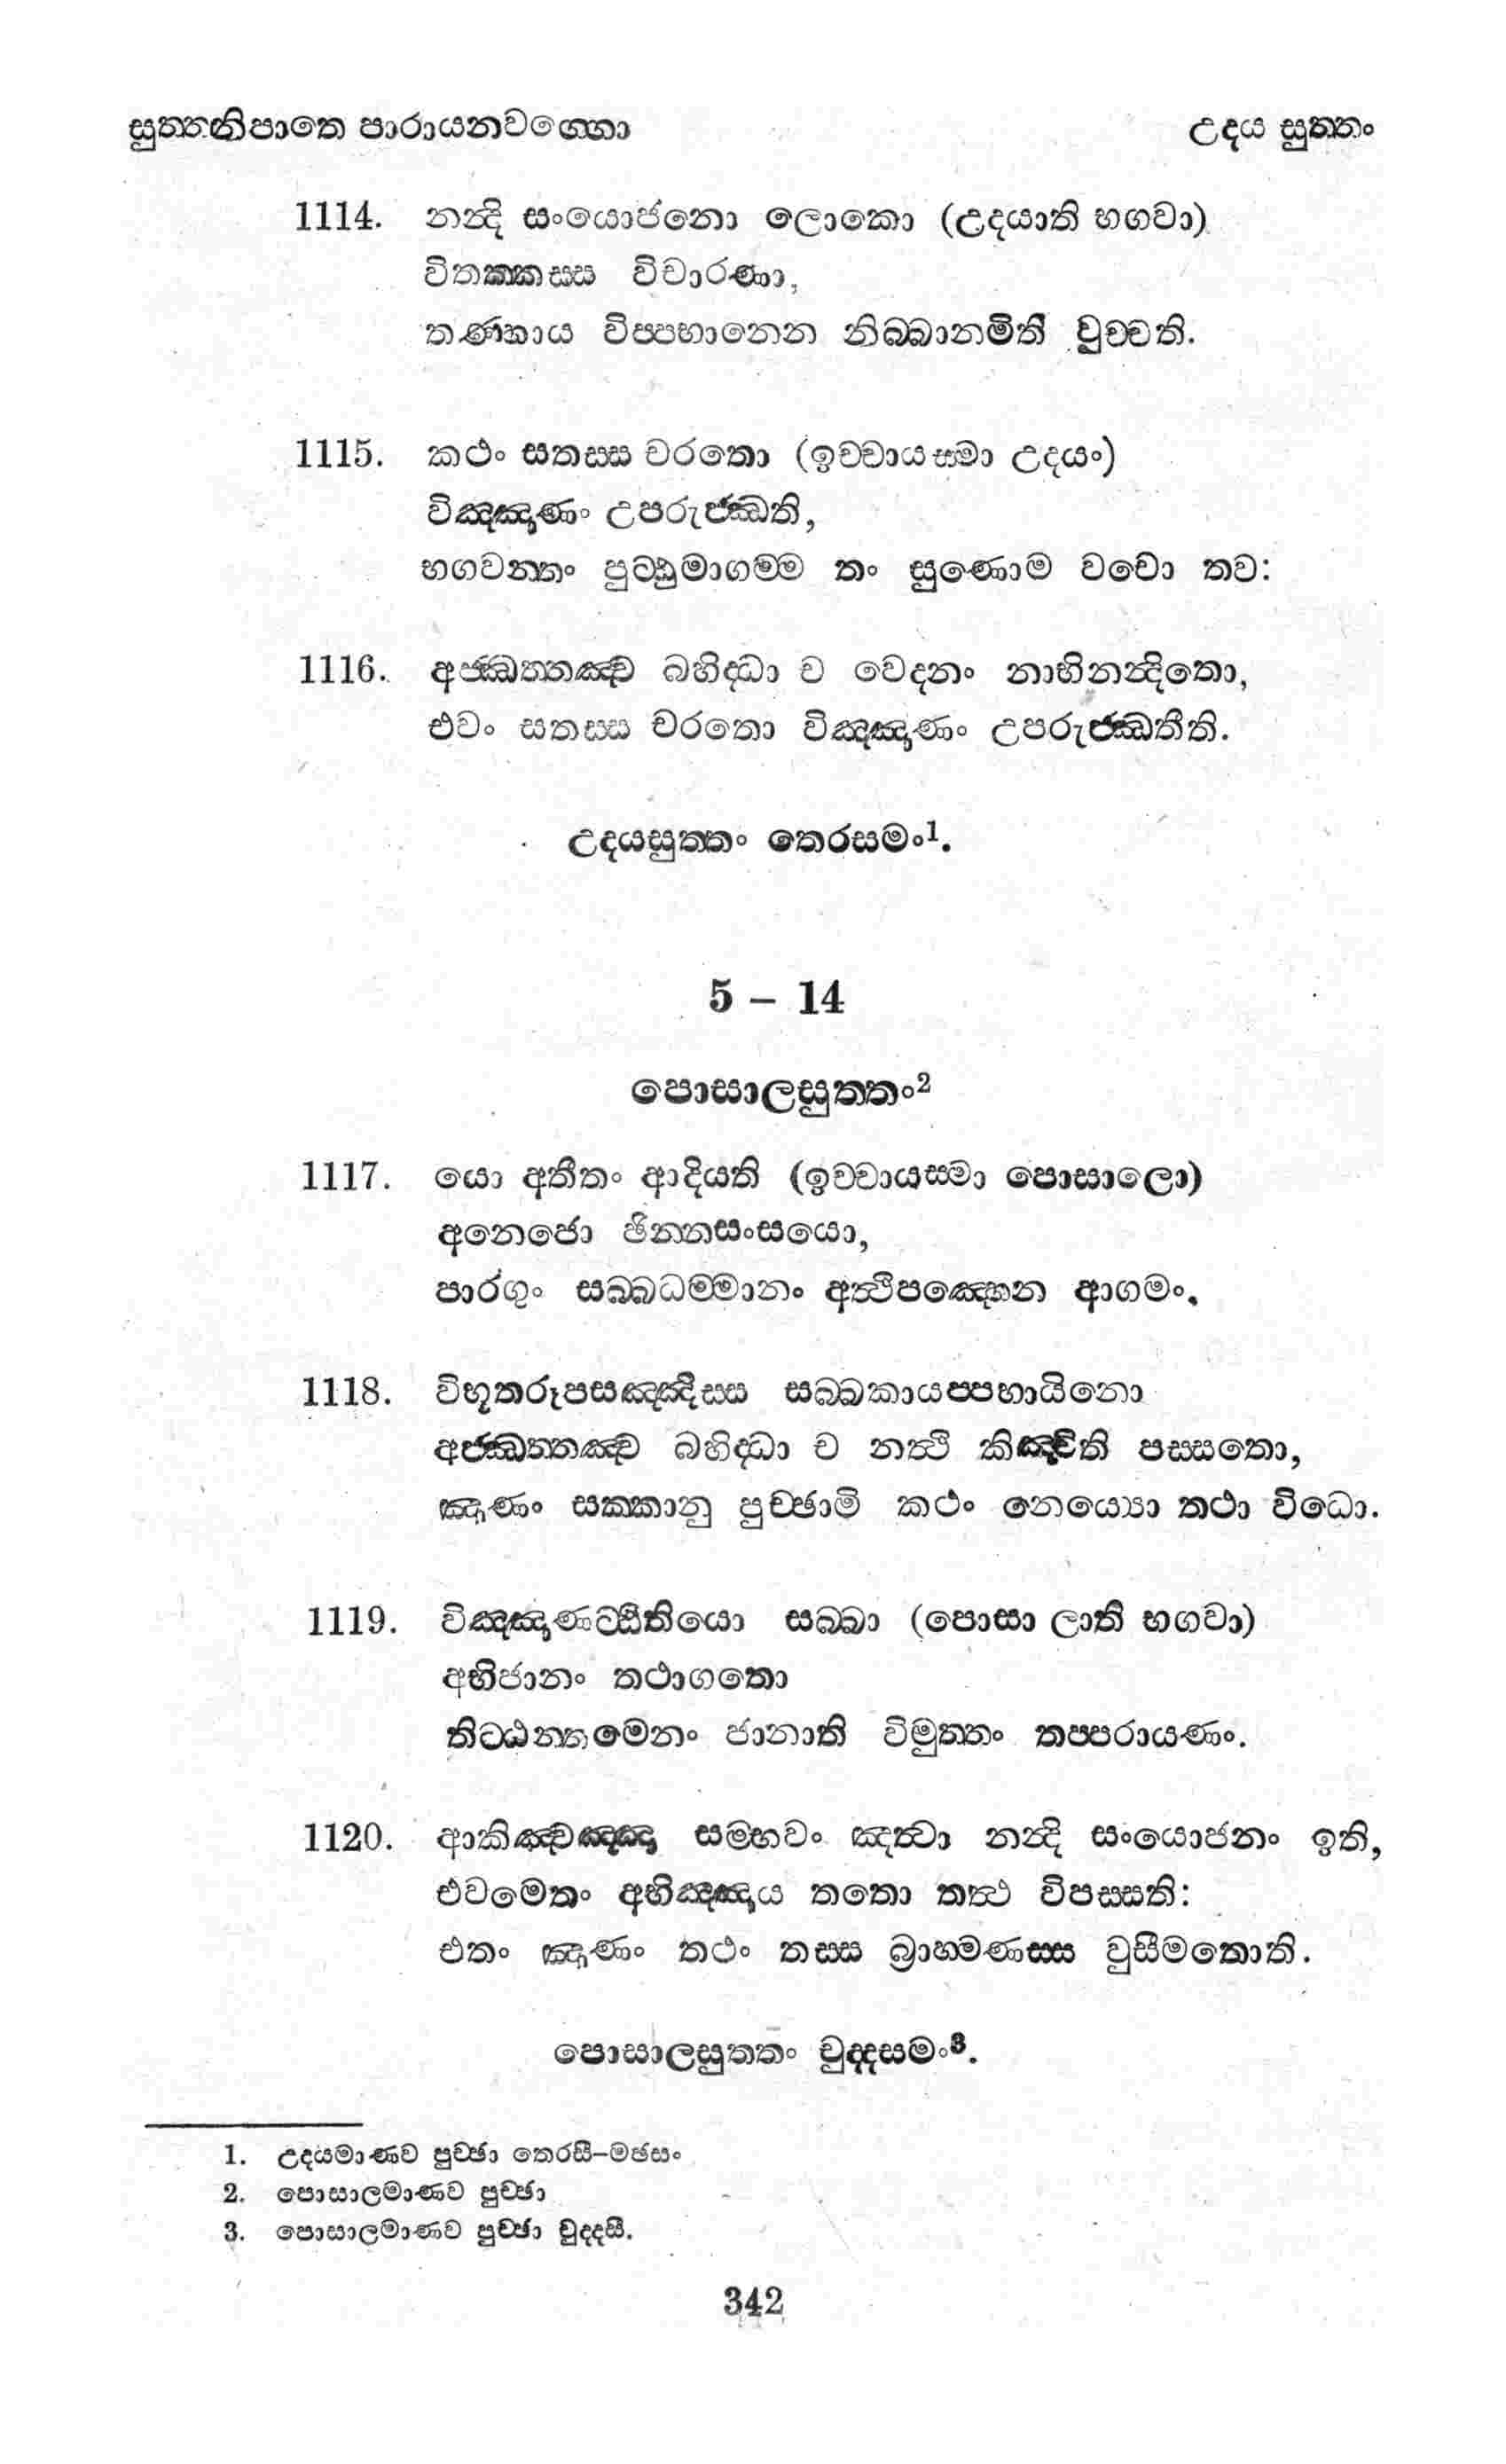 සුත්තනිපාතෙ පාරායනවග්ගො
උදය සුත්තං
1114. නන්දි සංයොජනො ලොකො (උදයාති භගවා)
විතක්කස්ස විචාරණා,
තණ්හාය විප්පහානෙන නිබ්බානමිති වුච්චති.
1115. කථං සතස්ස චරතො (ඉච්චායස්මා උදයං)
විඤ්ඤාණං උපරුජ්ඣති,
භගවන්තං පුට්ඨුමාගම්ම තං සුණොම වචො තව:
1116. අජ්ඣත්තඤ්ච බහිද්ධා ච වෙදනං නාභිනන්දිතො,
එවං සතස්ස චරතො විඤ්ඤාණං උපරුජ්ඣතීති.
උදයසුත්තං තෙරසමං1.
5 – 14
පොසාලසුත්තං2
1117. යො අතීතං ආදියති (ඉච්චායස්මා පොසාලො)
අනෙජො ඡින්නසංසයො,
පාරගුං සබ්බධම්මානං අත්ථිපඤ්හෙන ආගමං.
1118. විභූතරූපසඤ්ඤිස්ස සබ්බකායප්පහායිනො
අජ්ඣත්තඤ්ච බහිද්ධා ච නත්ථි කිඤ්චිති පස්සතො,
ඤාණං සක්කානු පුච්ඡාමි කථං නෙය්‍යො තථා විධො.
1119. විඤ්ඤාණට්ඨිතියො සබ්බා (පොසා ලාති භගවා)
අභිජානං තථාගතො
තිට්ඨන්තමෙනං ජානාති විමුත්තං තප්පරායණං.
1120. ආකිඤ්චඤ්ඤා සම්භවං ඤත්වා නන්දි සංයොජනං ඉති,
එවමෙතං අභිඤ්ඤාය තතො තත්ථ විපස්සති:
එතං ඤාණං තථං තස්ස බ්‍රාහ්මණස්ස වුසීමතොති.
පොසාලසුත්තං චුද්දසමං3.
1. උදයමාණව පුච්ඡා තෙරසී–මඡසං
2. පොසාලමාණව පුච්ඡා
3. පොසාලමාණව පුච්ඡා චුද්දසී.
342